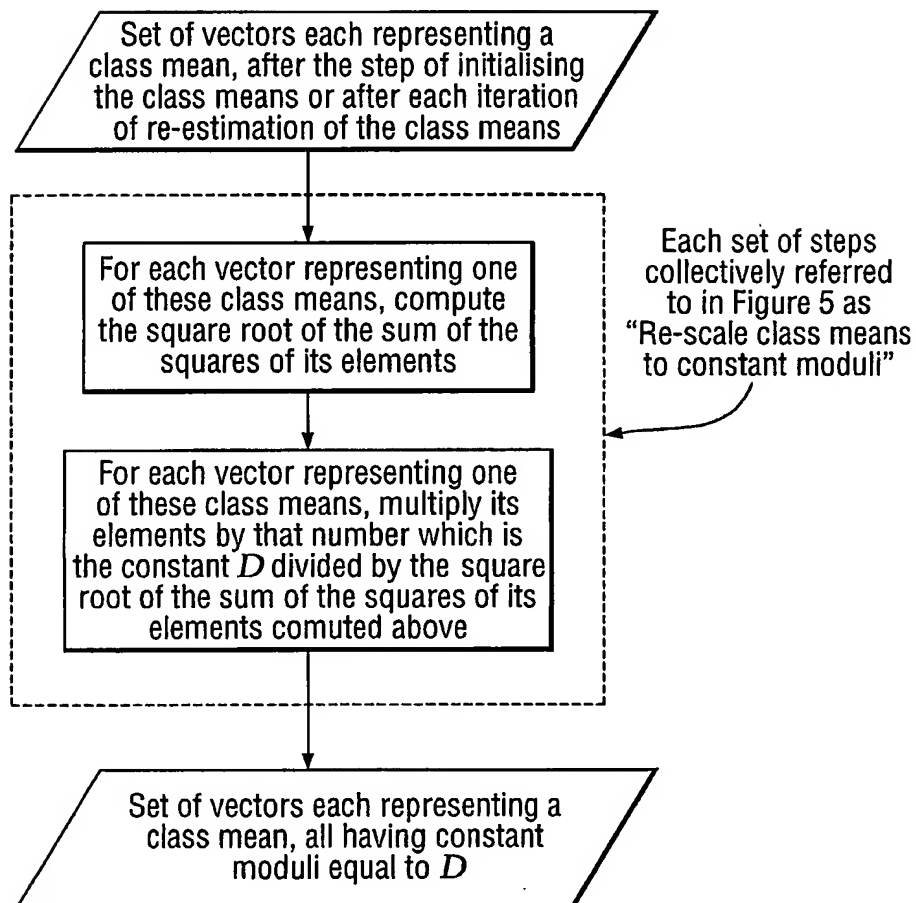 Set of vectors each representing a
class mean, after the step of initialising
the class means or after each iteration
of re-estimation of the class means
For each vector representing one
of these class means, compute
the square root of the sum of the
squares of its elements
Each set of steps
collectively referred
to in Figure 5 as
“Re-scale class means
to constant moduli”
For each vector representing one
of these class means, multiply its
elements by that number which is
the constant D divided by the square
root of the sum of the squares of its
elements comuted above
Set of vectors each representing a
class mean, all having constant
moduli equal to D